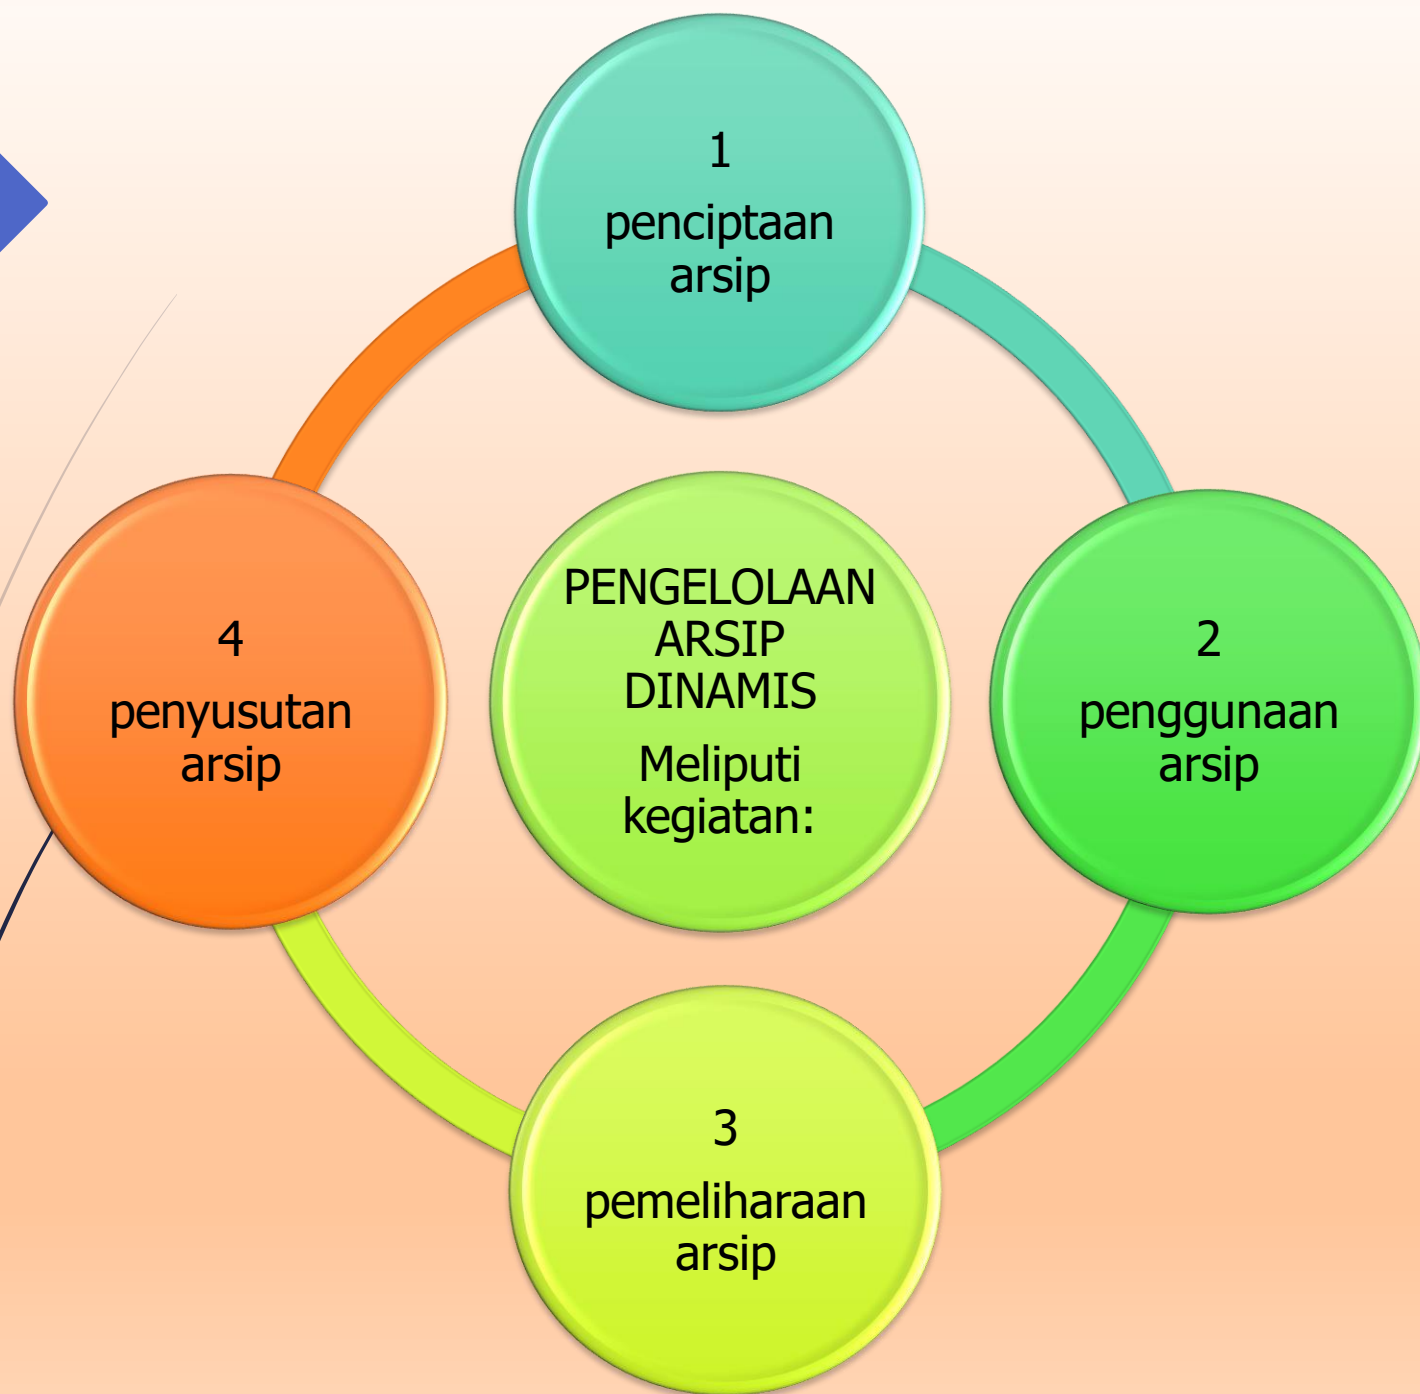 1
penciptaan
arsip
PENGELOLAAN
ARSIP
DINAMIS
Meliputi
kegiatan:
2
penggunaan
arsip
3
pemeliharaan
arsip
4
penyusutan
arsip